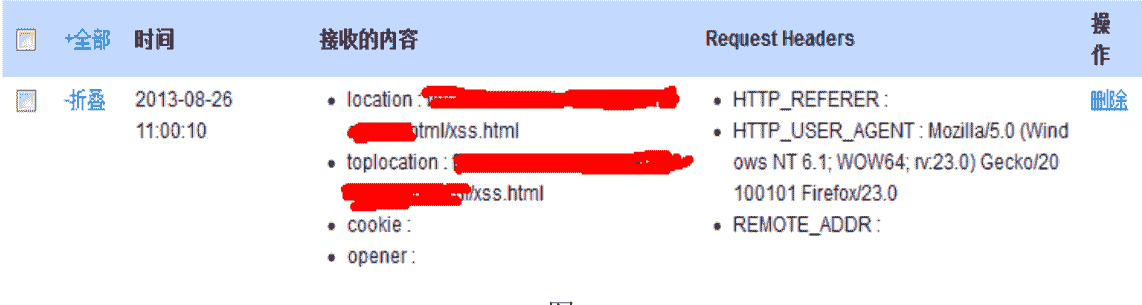 +全部 时间 接收的内容 Request Headers 操作
-折叠 2013-08-26 11:00:10
location :
html/xss.html
toplocation :
/xss.html
cookie :
opener :
HTTP_REFERER :
HTTP_USER_AGENT : Mozilla/5.0 (Wind
ows NT 6.1; WOW64; rv:23.0) Gecko/20
100101 Firefox/23.0
REMOTE_ADDR :
删除